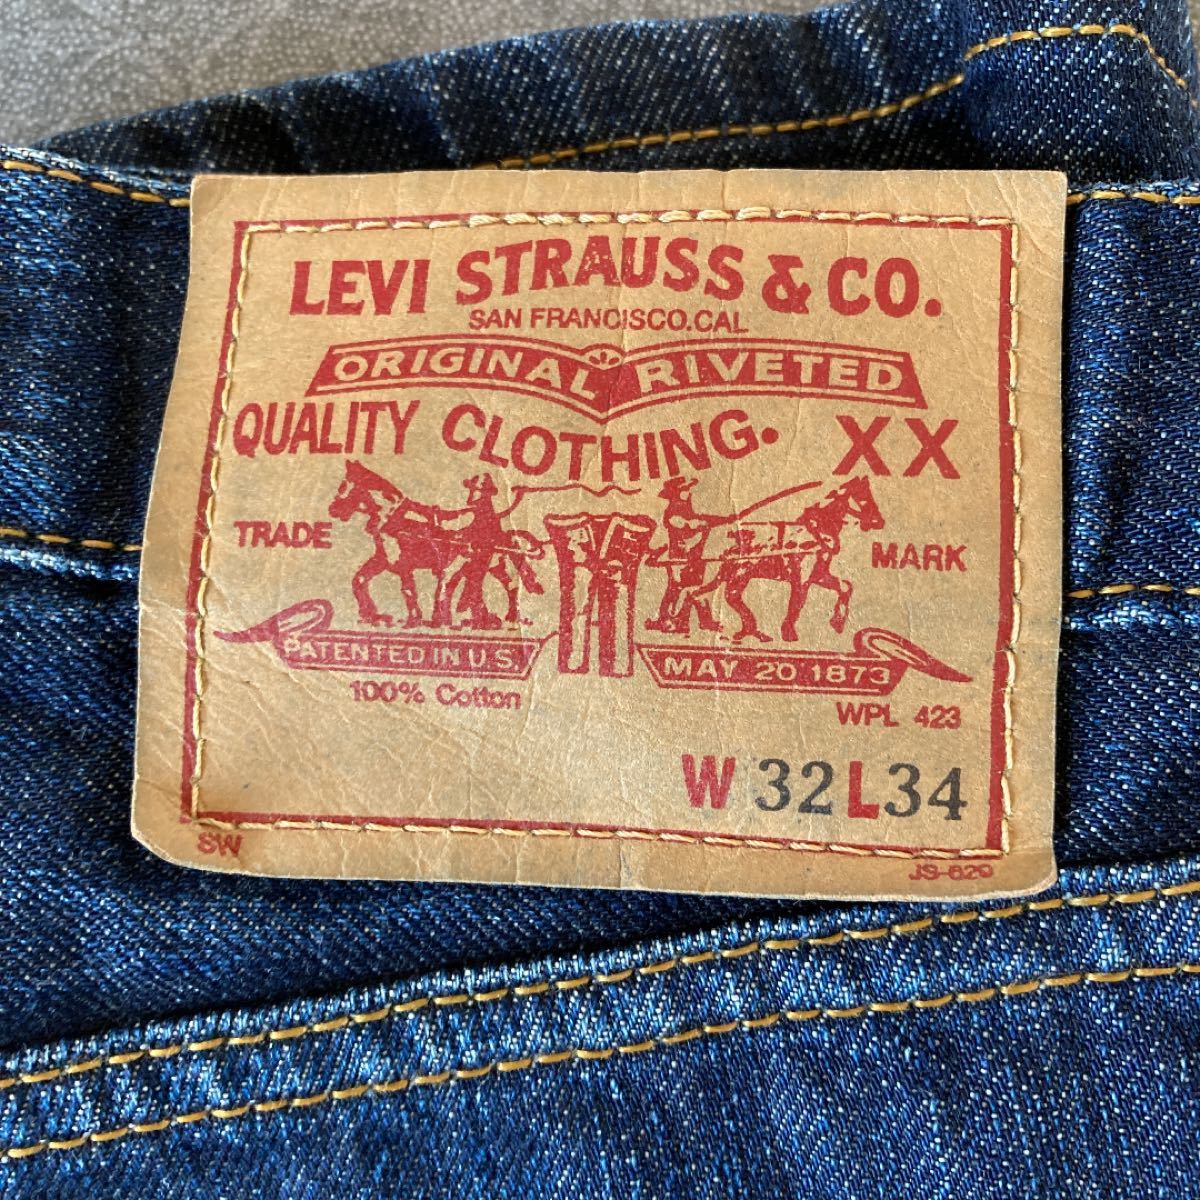 LEVI STRAUSS & CO.
SAN FRANCISCO.CAL
ORIGINAL RIVETED
QUALITY CLOTHING. XX
TRADE MARK
PATENTED IN U.S. MAY 20 1873
100% Cotton WPL 423
W 32 L 34
SW JS-629